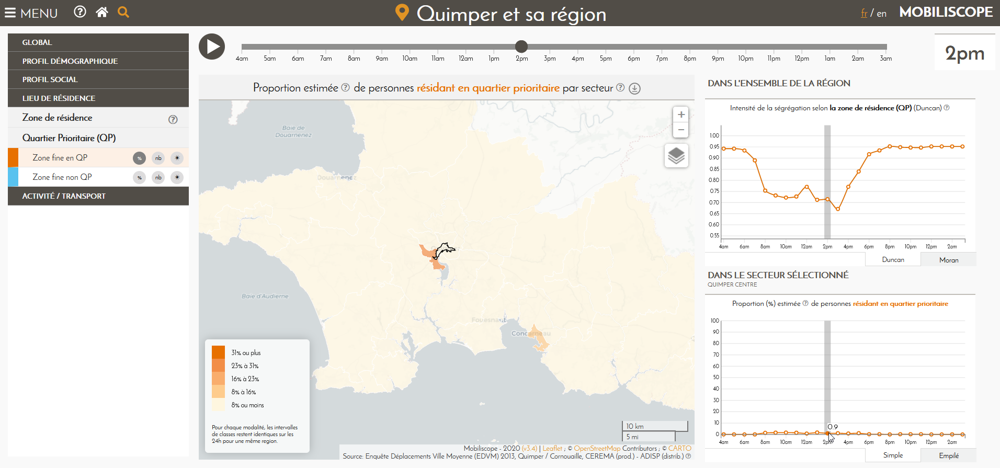 MENU
Quimper et sa région
fr / en
MOBILISCOPE
GLOBAL
PROFIL DÉMOGRAPHIQUE
PROFIL SOCIAL
LIEU DE RÉSIDENCE
Zone de résidence ?
Quartier Prioritaire (QP)
Zone fine en QP % nb ✶
Zone fine non QP % nb ✶
ACTIVITÉ / TRANSPORT
4am 5am 6am 7am 8am 9am 10am 11am 12am 1pm 2pm 3pm 4pm 5pm 6pm 7pm 8pm 9pm 10pm 11pm 12pm 1am 2am 3am
2pm
Proportion estimée ? de personnes résidant en quartier prioritaire par secteur ?
+
−
Baie de
Douarnenez
Douarnenez
Baie d'Audierne
Fouesnant
Concarneau
31% ou plus
23% à 31%
16% à 23%
8% à 16%
8% ou moins
Pour chaque modalité, les intervalles
de classes restent identiques sur les
24h pour une même region.
10 km
5 mi
Mobiliscope - 2020 (v3.4) | Leaflet ; © OpenStreetMap Contributors ; © CARTO
Source: Enquête Déplacements Ville Moyenne (EDVM) 2013, Quimper / Cornouaille, CEREMA (prod.) - ADISP (distrib.) ?
DANS L'ENSEMBLE DE LA RÉGION
Intensité de la ségrégation selon la zone de résidence (QP) (Duncan) ?
1.00
0.95
0.90
0.85
0.80
0.75
0.70
0.65
0.60
0.55
4am 6am 8am 10am 12am 2pm 4pm 6pm 8pm 10pm 12pm 2am
Duncan Moran
DANS LE SECTEUR SÉLECTIONNÉ
QUIMPER CENTRE
Proportion (%) estimée ? de personnes résidant en quartier prioritaire
100
90
80
70
60
50
40
30
20
10
0
0.9
4am 6am 8am 10am 12am 2pm 4pm 6pm 8pm 10pm 12pm 2am
Simple Empilé